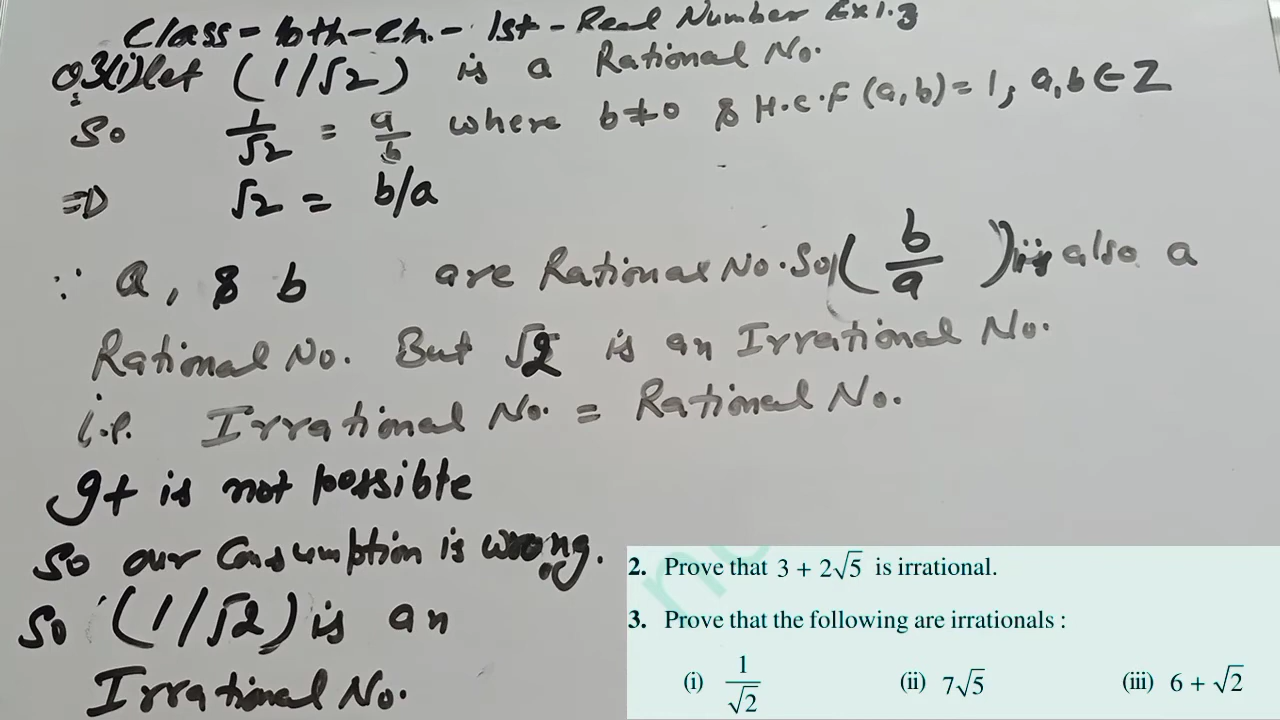 Class - 10th - Ch. - 1st - Real Number Ex 1.3
Q.3(i) let (1/√2) is a Rational No.
So 1/√2 = a/b where b≠0 & H.C.F (a,b) = 1, a,b ∈ Z
⇒ √2 = b/a
∵ a, & b are Rational No. So, (b/a) is also a
Rational No. But √2 is an Irrational No.
i.e. Irrational No. = Rational No.
It is not possible
So our Consumption is wrong.
So (1/√2) is an
Irrational No.
2. Prove that 3 + 2√5 is irrational.
3. Prove that the following are irrationals :
(i) 1/√2 (ii) 7√5 (iii) 6 + √2